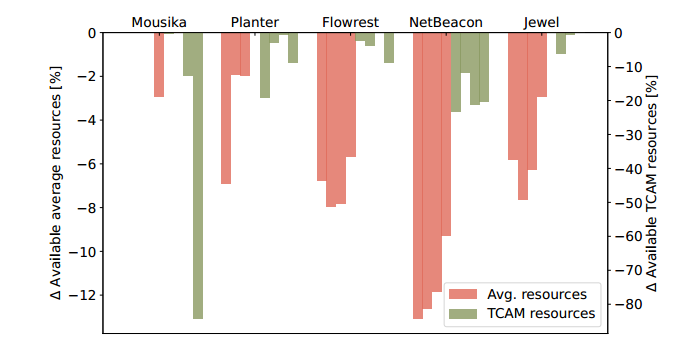 Mousika Planter Flowrest NetBeacon Jewel
0 0
−2 −10
−4 −20
−6 −30
−8 −40
−10 −50
−12 −60
−70
−80
Δ Available average resources [%]
Δ Available TCAM resources [%]
Avg. resources
TCAM resources